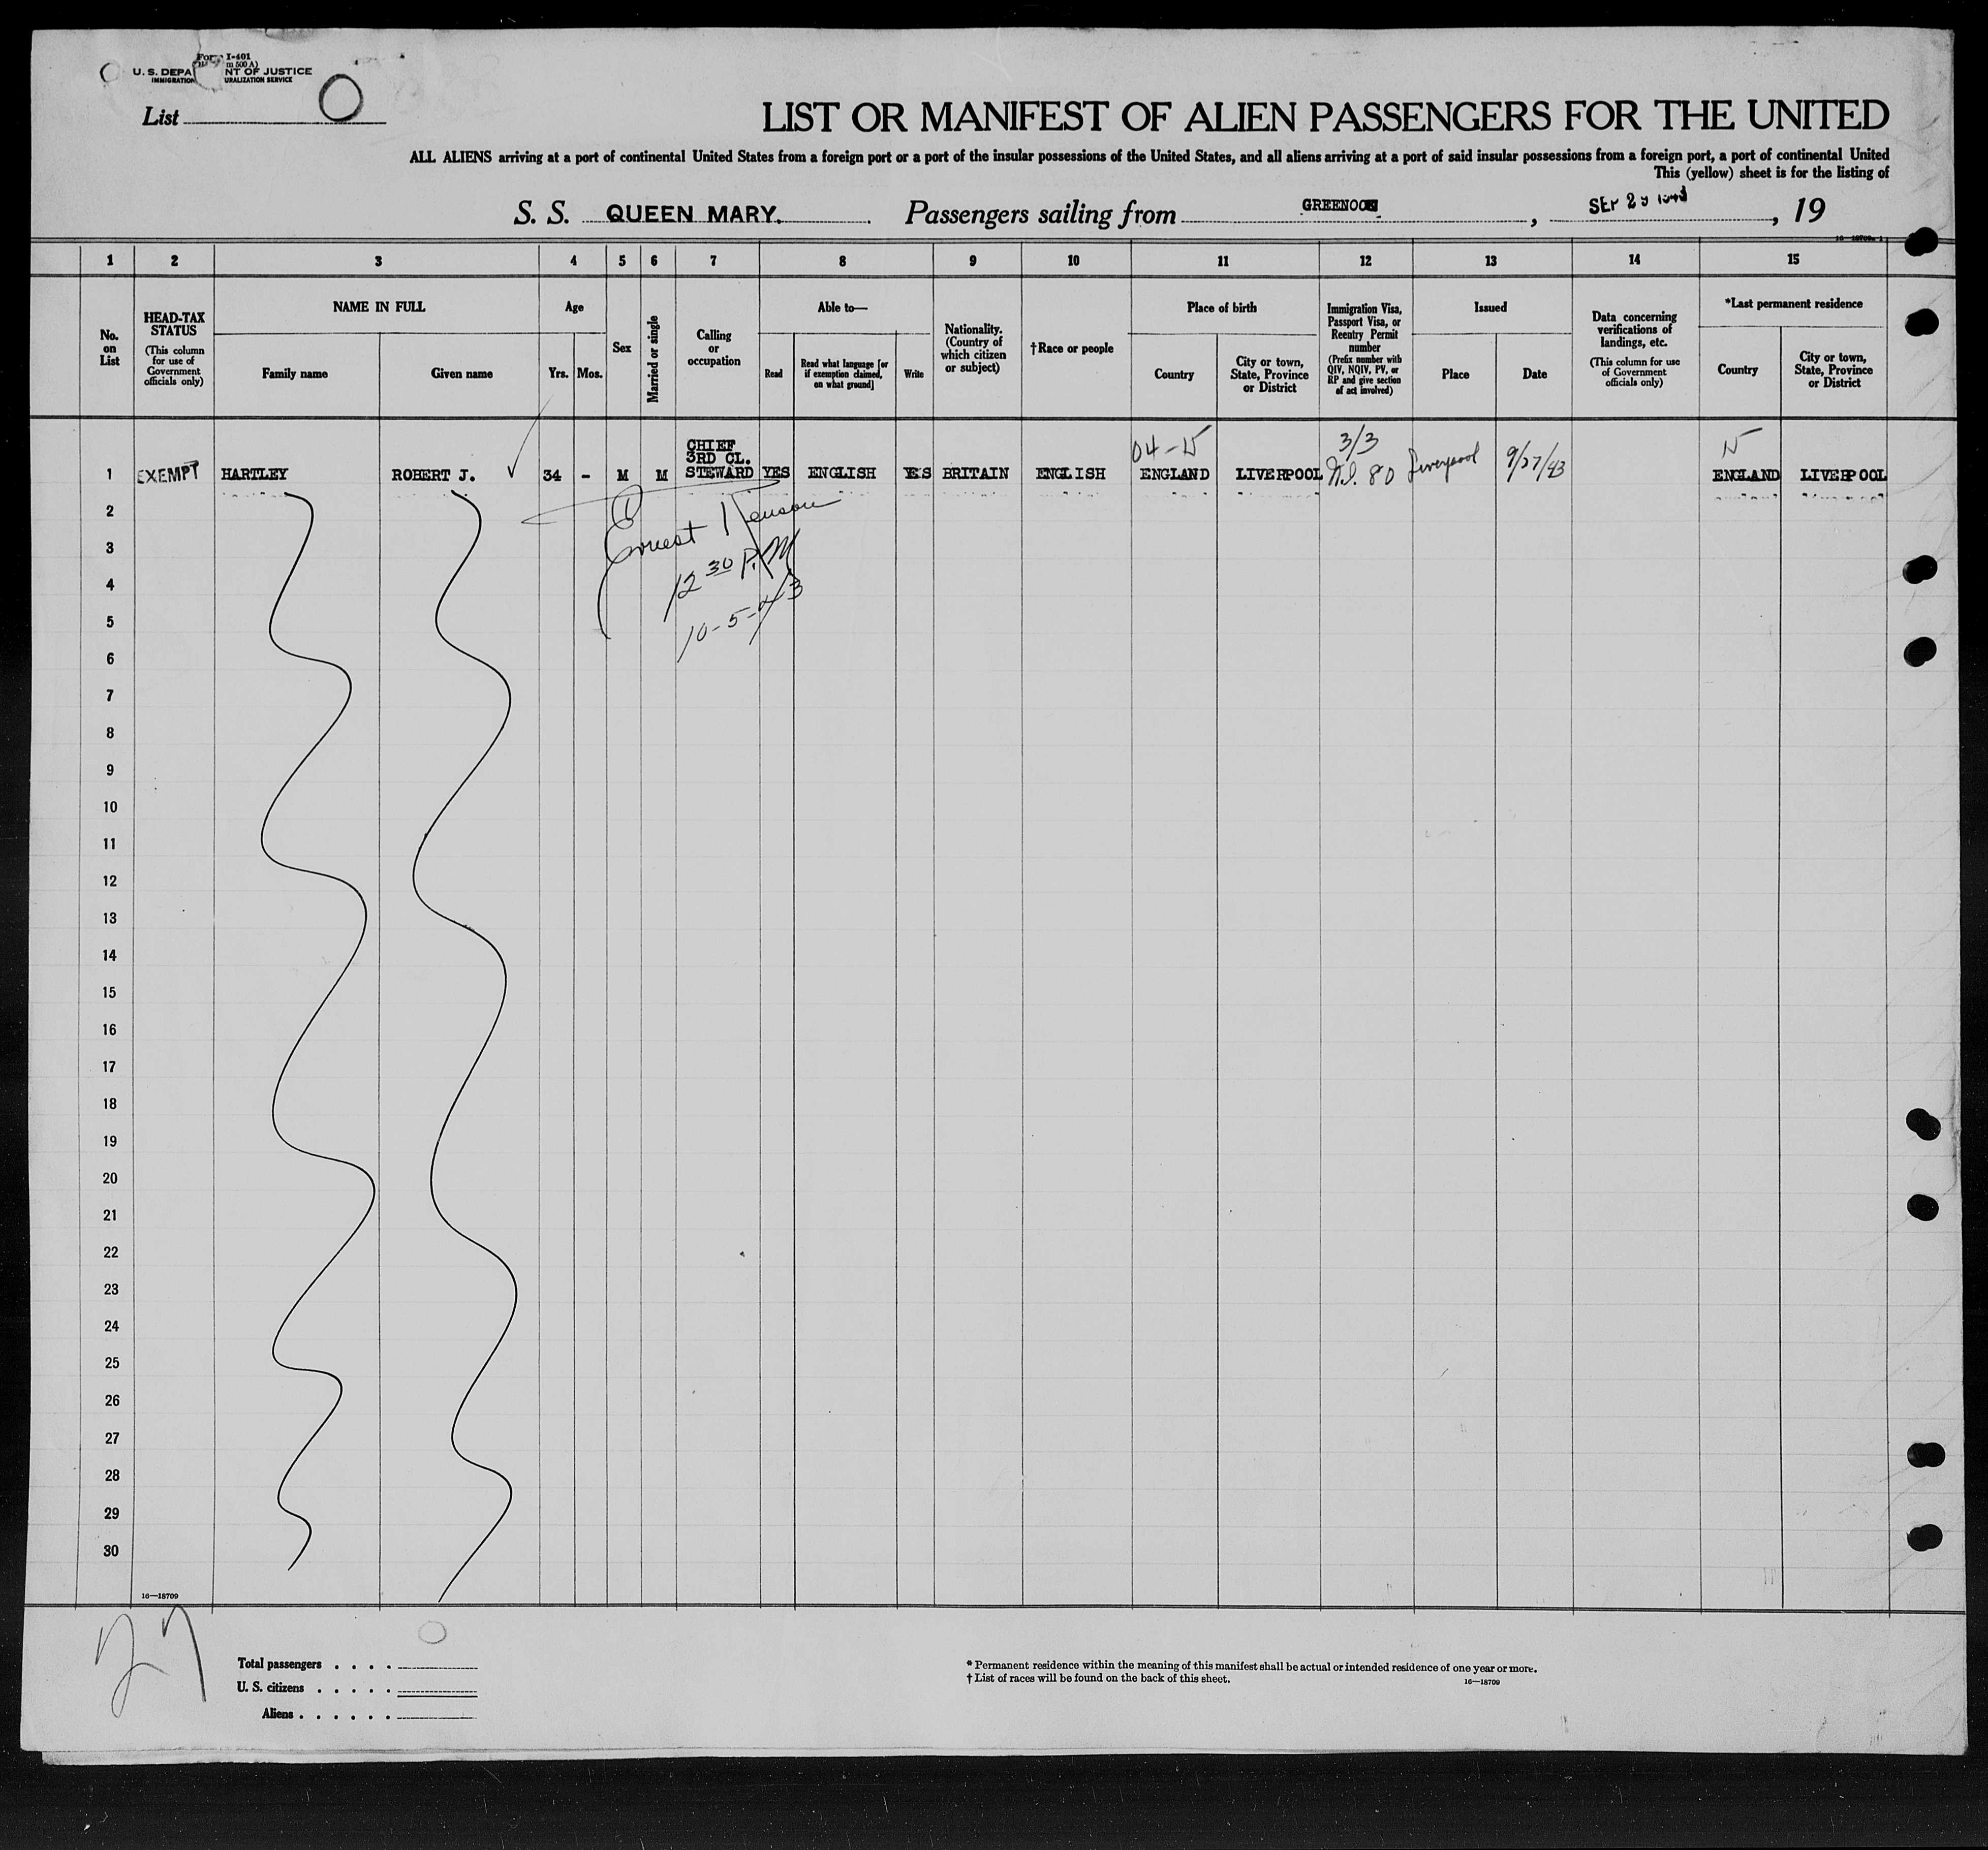 Form I-401
U. S. DEPA NT OF JUSTICE
IMMIGRATION URALIZATION SERVICE
List O
LIST OR MANIFEST OF ALIEN PASSENGERS FOR THE UNITED
ALL ALIENS arriving at a port of continental United States from a foreign port or a port of the insular possessions of the United States, and all aliens arriving at a port of said insular possessions from a foreign port, a port of continental United
This (yellow) sheet is for the listing of
S. S. QUEEN MARY. Passengers sailing from GREENOCK , SEP 29 1943 , 19
1 2 3 4 5 6 7 8 9 10 11 12 13 14 15
No. on List
HEAD-TAX STATUS
(This column for use of Government officials only)
NAME IN FULL
Family name
Given name
Age
Yrs.
Mos.
Sex
Married or single
Calling or occupation
Able to—
Read
Read what language [or if exemption claimed, on what ground]
Write
Nationality. (Country of which citizen or subject)
†Race or people
Place of birth
Country
City or town, State, Province or District
Immigration Visa, Passport Visa, or Reentry Permit number
(Prefix number with QIV, NQIV, PV, or RP and give section of act involved)
Issued
Place
Date
Data concerning verifications of landings, etc.
(This column for use of Government officials only)
*Last permanent residence
Country
City or town, State, Province or District
CHIEF
3RD CL.
04-
3/3
1 EXEMPT HARTLEY ROBERT J. 34 - M M STEWARD YES ENGLISH YES BRITAIN ENGLISH ENGLAND LIVERPOOL 80 Liverpool 9/27/43 ENGLAND LIVERPOOL
2
Ernest
3
12 30 P.M
4
10-5-43
5
6
7
8
9
10
11
12
13
14
15
16
17
18
19
20
21
22
23
24
25
26
27
28
29
30
16—18709
27
Total passengers . . . .
U. S. citizens . . . . .
Aliens . . . . . .
* Permanent residence within the meaning of this manifest shall be actual or intended residence of one year or more.
† List of races will be found on the back of this sheet.
16—18709